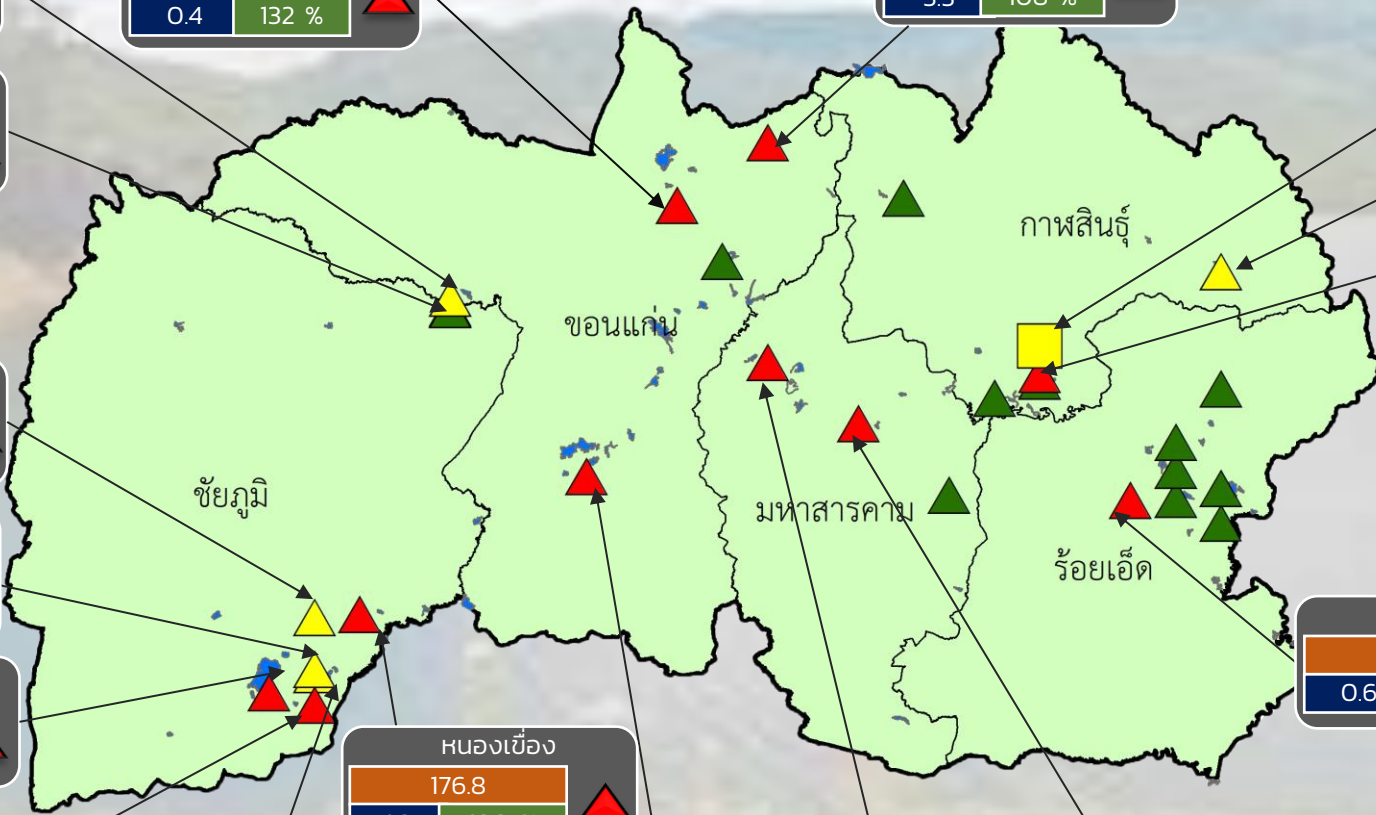 0.4 132 %
กาฬสินธุ์
ขอนแก่น
ชัยภูมิ
มหาสารคาม
ร้อยเอ็ด
0.6
หนองเขื่อง
176.8